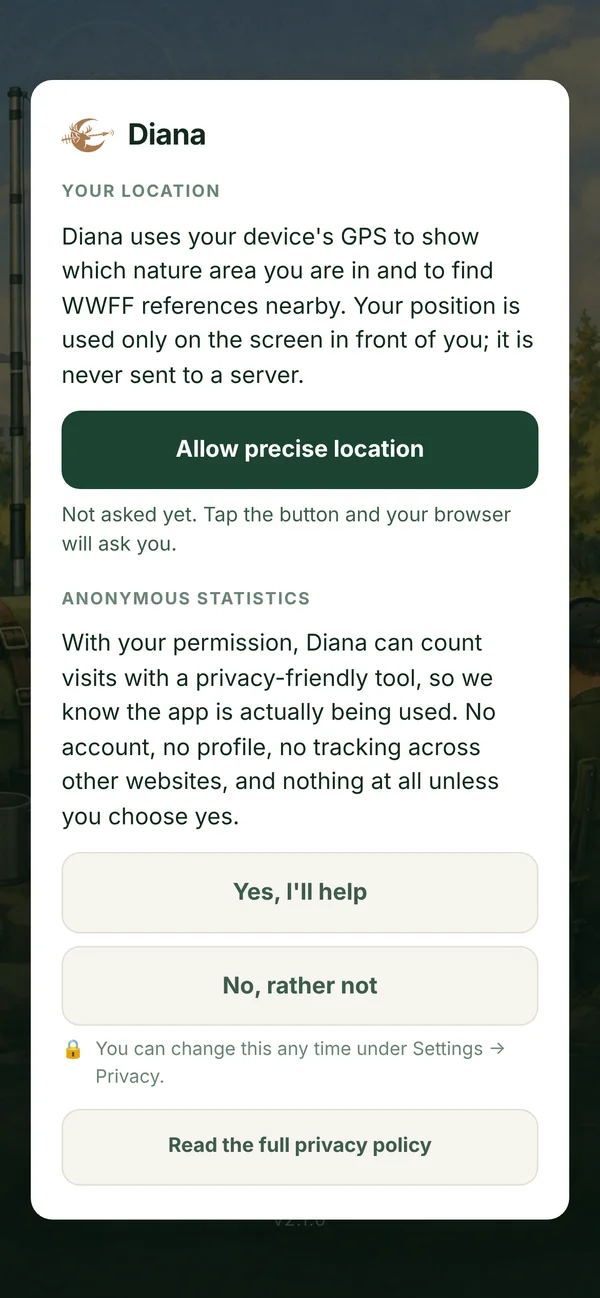 Diana
YOUR LOCATION
Diana uses your device's GPS to show
which nature area you are in and to find
WWFF references nearby. Your position is
used only on the screen in front of you; it is
never sent to a server.
Allow precise location
Not asked yet. Tap the button and your browser
will ask you.
ANONYMOUS STATISTICS
With your permission, Diana can count
visits with a privacy-friendly tool, so we
know the app is actually being used. No
account, no profile, no tracking across
other websites, and nothing at all unless
you choose yes.
Yes, I'll help
No, rather not
🔒 You can change this any time under Settings →
Privacy.
Read the full privacy policy